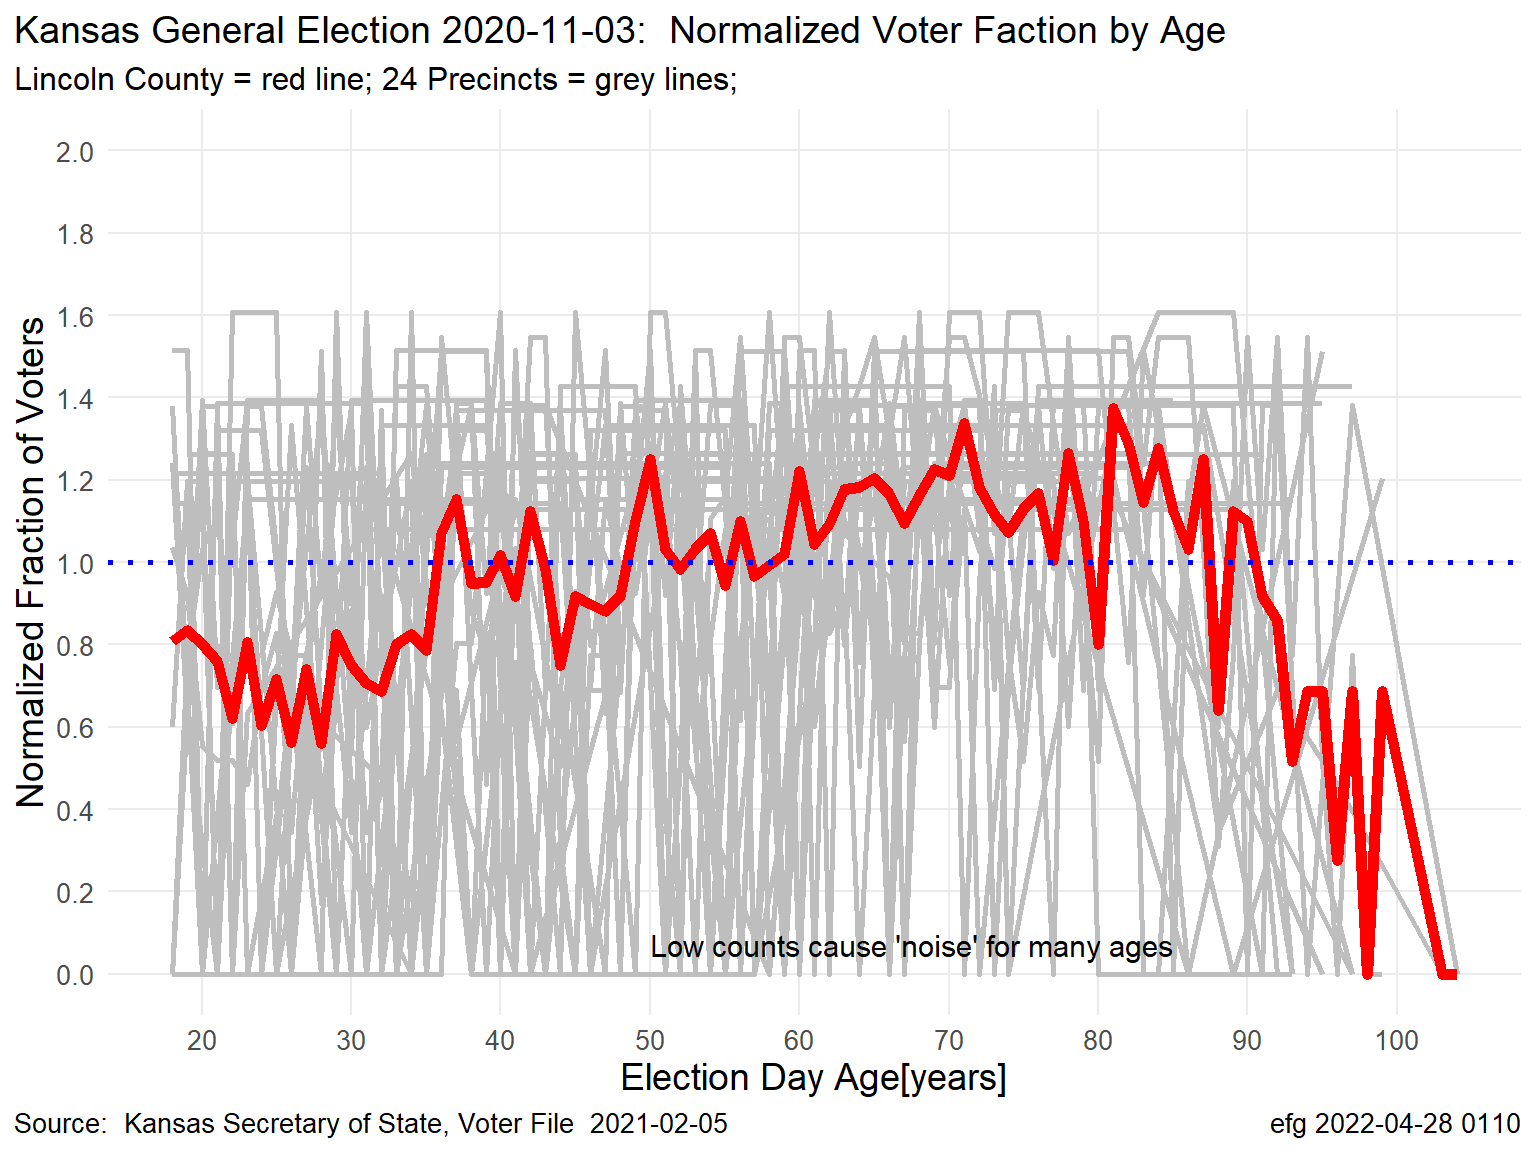 Kansas General Election 2020-11-03:  Normalized Voter Faction by Age
Lincoln County = red line; 24 Precincts = grey lines;
Normalized Fraction of Voters
2.0
1.8
1.6
1.4
1.2
1.0
0.8
0.6
0.4
0.2
0.0
Low counts cause 'noise' for many ages
20 30 40 50 60 70 80 90 100
Election Day Age[years]
Source:  Kansas Secretary of State, Voter File  2021-02-05
efg 2022-04-28 0110